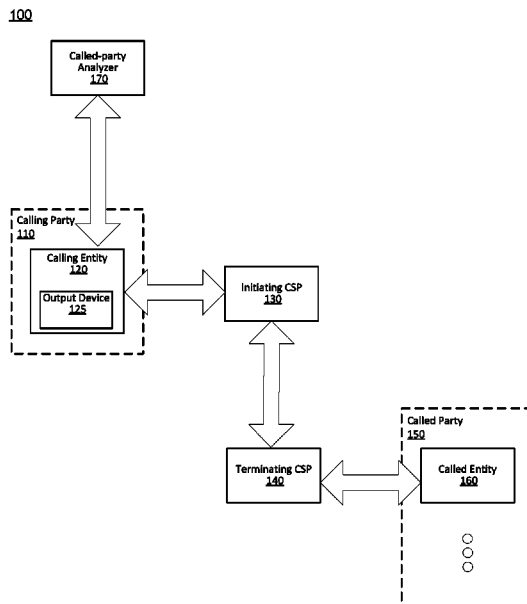 100
Called-party
Analyzer
170
Calling Party
110
Calling Entity
120
Output Device
125
Initiating CSP
130
Called Party
150
Terminating CSP
140
Called Entity
160